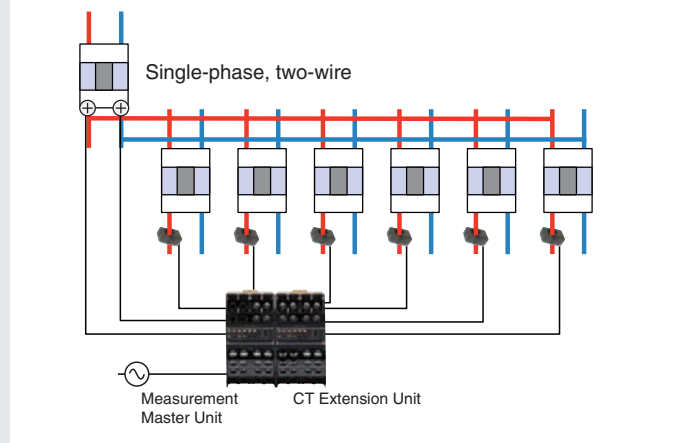 Single-phase, two-wire
Measurement
Master Unit
CT Extension Unit